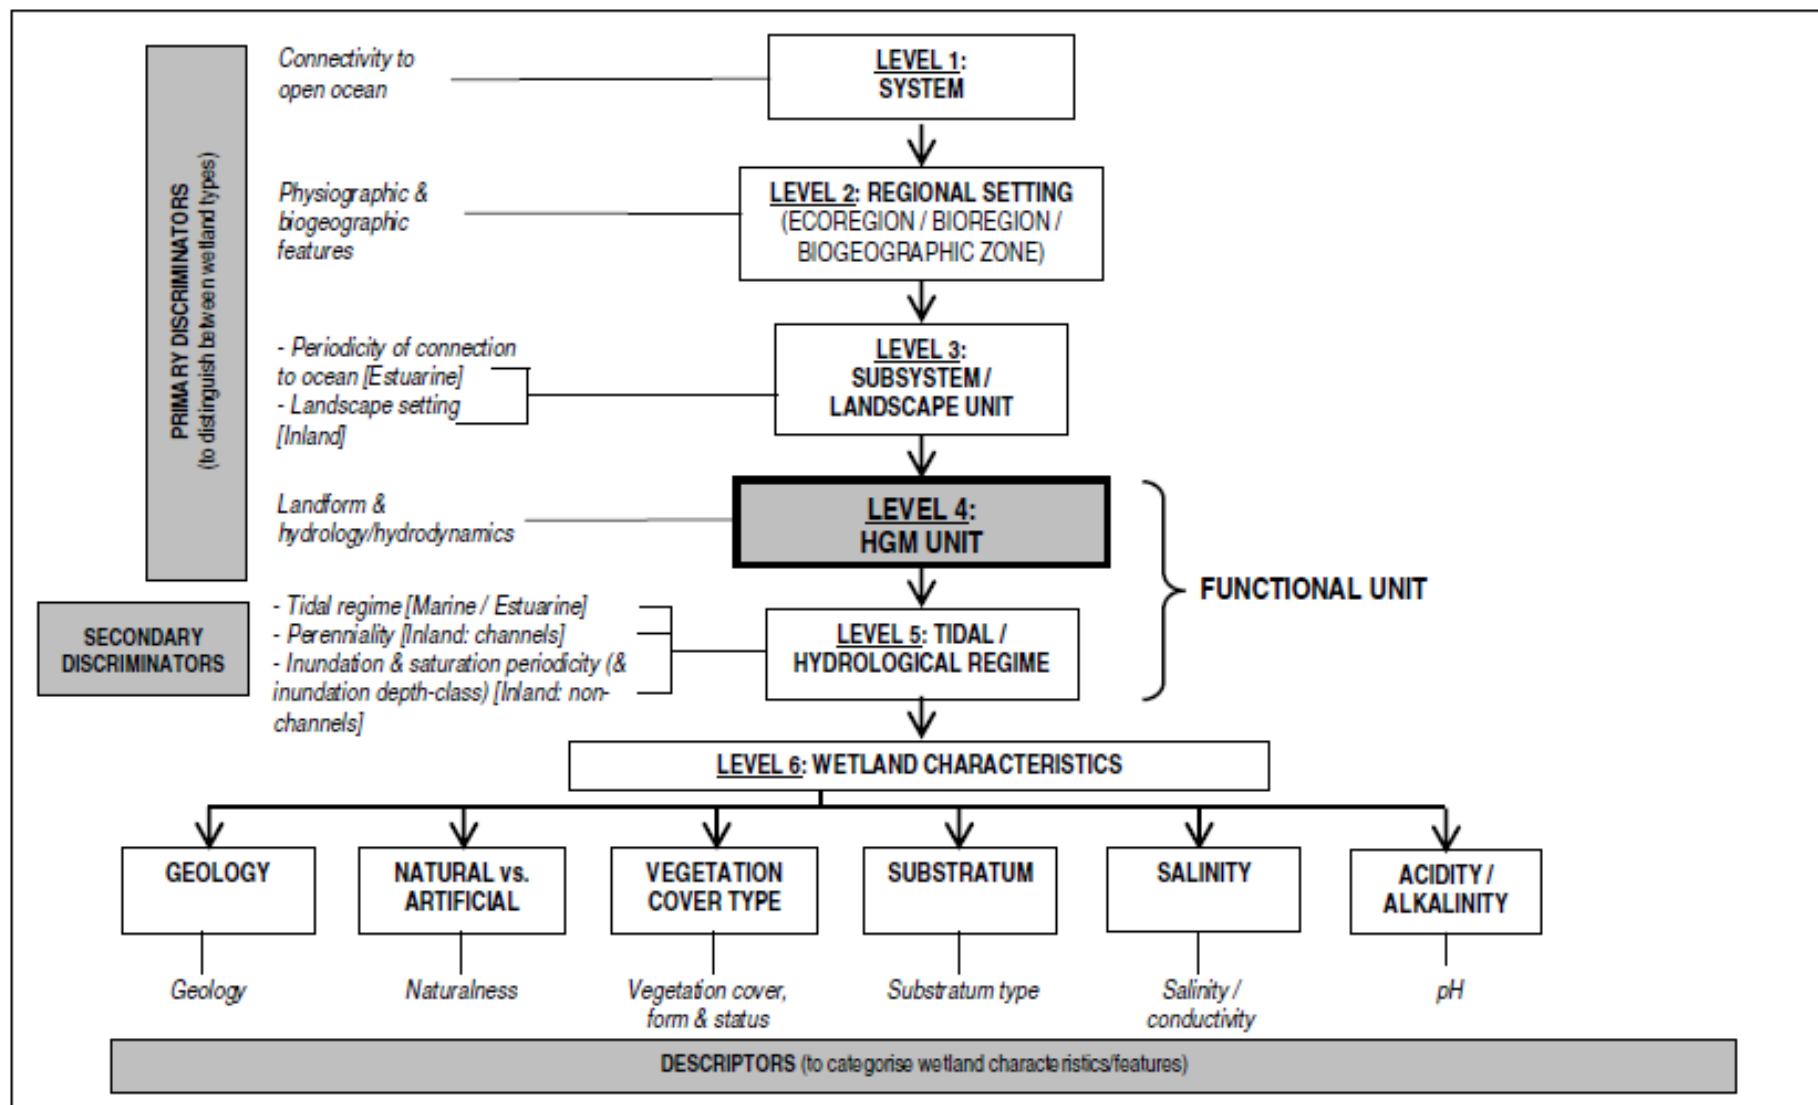 PRIMARY DISCRIMINATORS
(to distinguish between wetland types)
Connectivity to
open ocean
LEVEL 1:
SYSTEM
Physiographic &
biogeographic
features
LEVEL 2: REGIONAL SETTING
(ECOREGION / BIOREGION /
BIOGEOGRAPHIC ZONE)
- Periodicity of connection
to ocean [Estuarine]
- Landscape setting
[Inland]
LEVEL 3:
SUBSYSTEM /
LANDSCAPE UNIT
Landform &
hydrology/hydrodynamics
LEVEL 4:
HGM UNIT
FUNCTIONAL UNIT
SECONDARY
DISCRIMINATORS
- Tidal regime [Marine / Estuarine]
- Perenniality [Inland: channels]
- Inundation & saturation periodicity (&
inundation depth-class) [Inland: non-
channels]
LEVEL 5: TIDAL /
HYDROLOGICAL REGIME
LEVEL 6: WETLAND CHARACTERISTICS
GEOLOGY
NATURAL vs.
ARTIFICIAL
VEGETATION
COVER TYPE
SUBSTRATUM
SALINITY
ACIDITY /
ALKALINITY
Geology
Naturalness
Vegetation cover,
form & status
Substratum type
Salinity /
conductivity
pH
DESCRIPTORS (to categorise wetland characteristics/features)